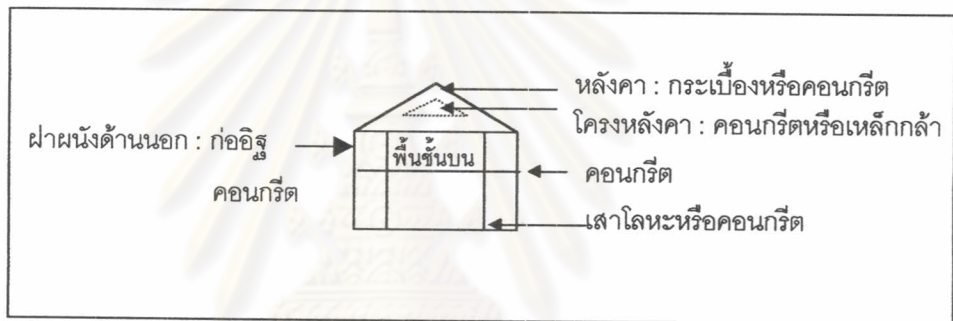 หลังคา : กระเบื้องหรือคอนกรีต
โครงหลังคา : คอนกรีตหรือเหล็กกล้า
ฝาผนังด้านนอก : ก่ออิฐ
คอนกรีต
พื้นชั้นบน
คอนกรีต
เสาโลหะหรือคอนกรีต